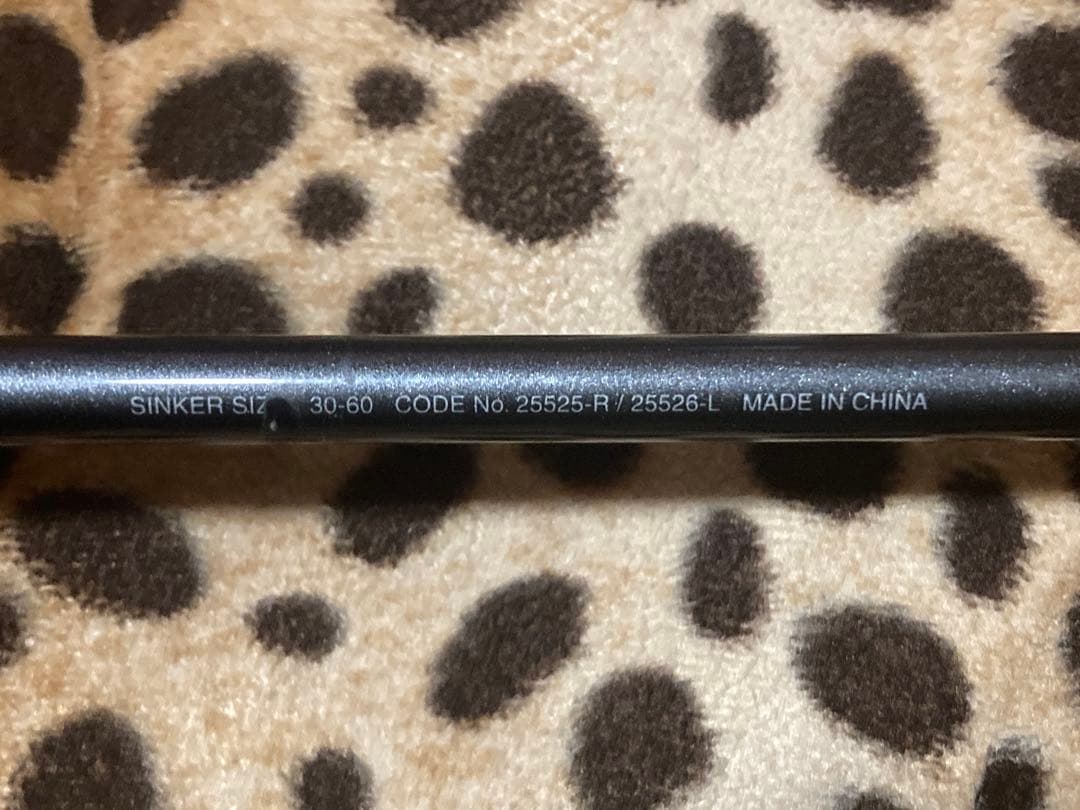 SINKER SIZ 30-60 CODE No. 25525-R / 25526-L MADE IN CHINA